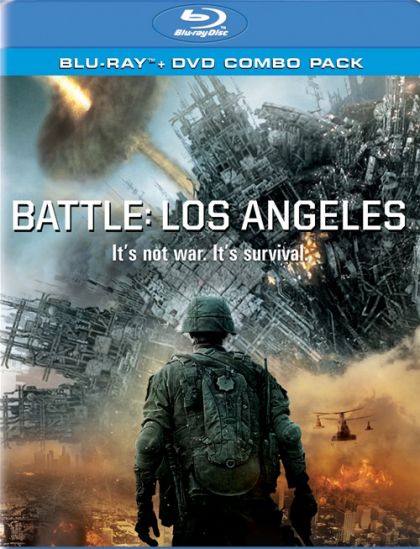 Blu-ray Disc
BLU-RAY™ + DVD COMBO PACK
BATTLE: LOS ANGELES
It's not war. It's survival.